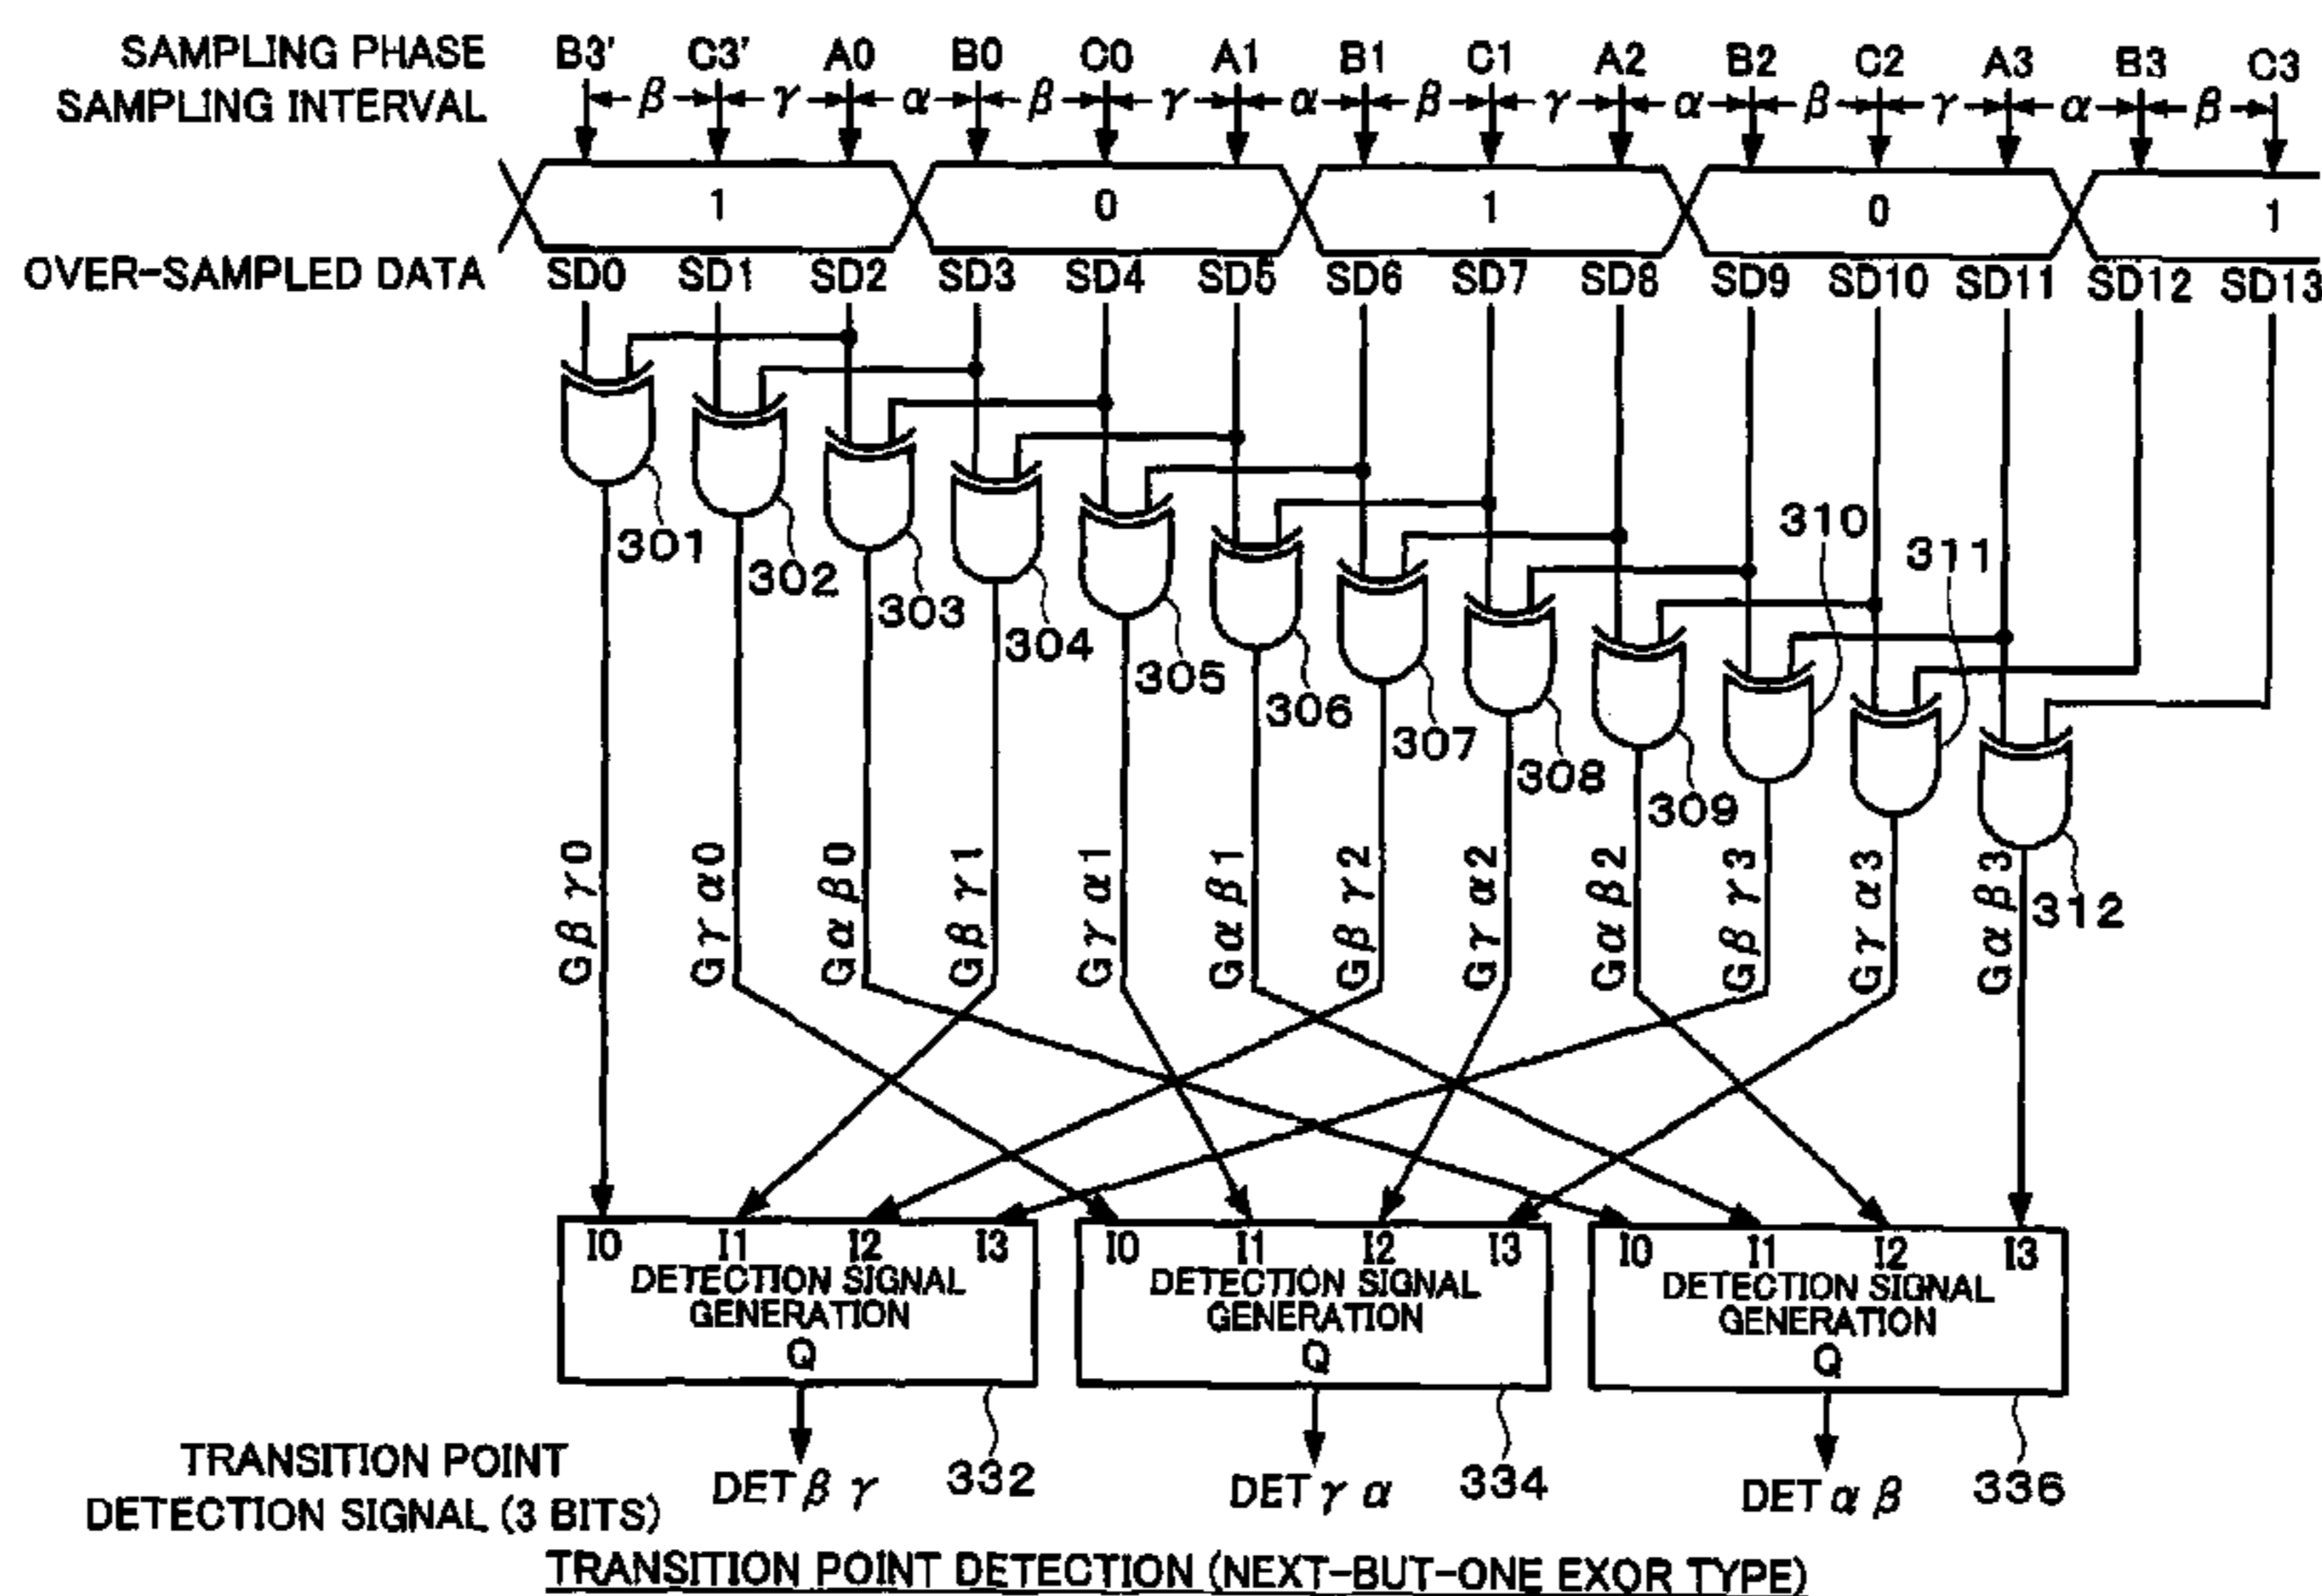 SAMPLING PHASE B3' C3' A0 B0 C0 A1 B1 C1 A2 B2 C2 A3 B3 C3
SAMPLING INTERVAL β γ α β γ α β γ α β γ α β
1 0 1 0 1
OVER-SAMPLED DATA SD0 SD1 SD2 SD3 SD4 SD5 SD6 SD7 SD8 SD9 SD10 SD11 SD12 SD13
301
302
303
304
305
306
307
308
309
310
311
312
Gβγ0 Gγα0 Gαβ0 Gβγ1 Gγα1 Gαβ1 Gβγ2 Gγα2 Gαβ2 Gβγ3 Gγα3 Gαβ3
I0 I1 I2 I3
DETECTION SIGNAL
GENERATION
Q
I0 I1 I2 I3
DETECTION SIGNAL
GENERATION
Q
I0 I1 I2 I3
DETECTION SIGNAL
GENERATION
Q
332
334
336
TRANSITION POINT
DETECTION SIGNAL (3 BITS)
DET β γ
DET γ α
DET α β
TRANSITION POINT DETECTION (NEXT-BUT-ONE EXOR TYPE)